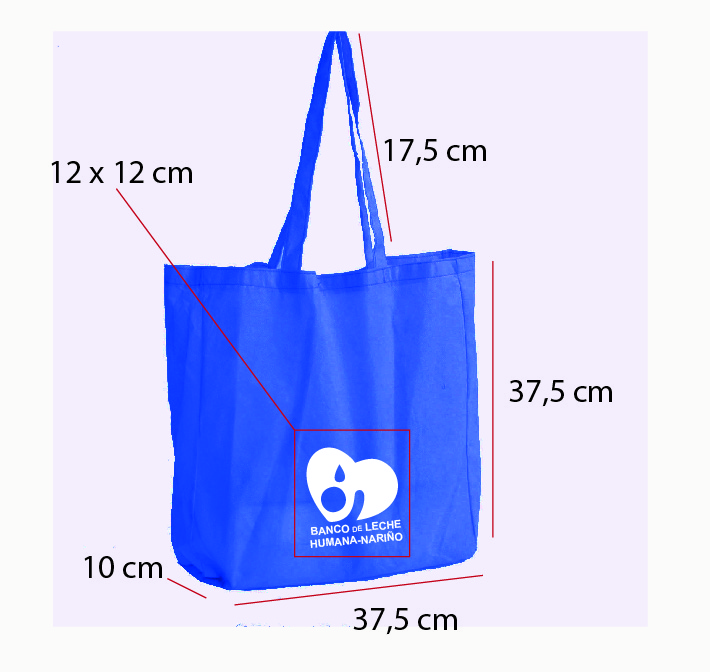 17,5 cm
12 x 12 cm
37,5 cm
BANCO DE LECHE
HUMANA-NARIÑO
10 cm
37,5 cm